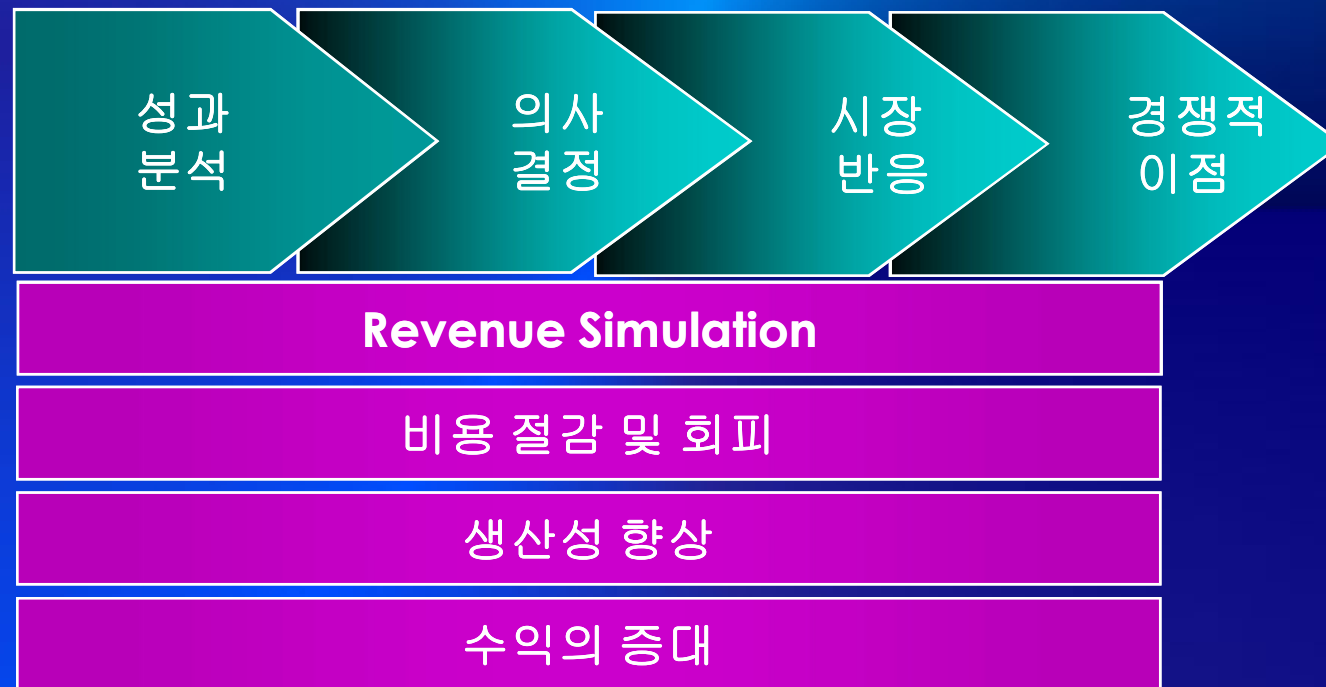 성과
분석
의사
결정
시장
반응
경쟁적
이점
Revenue Simulation
비용 절감 및 회피
생산성 향상
수익의 증대